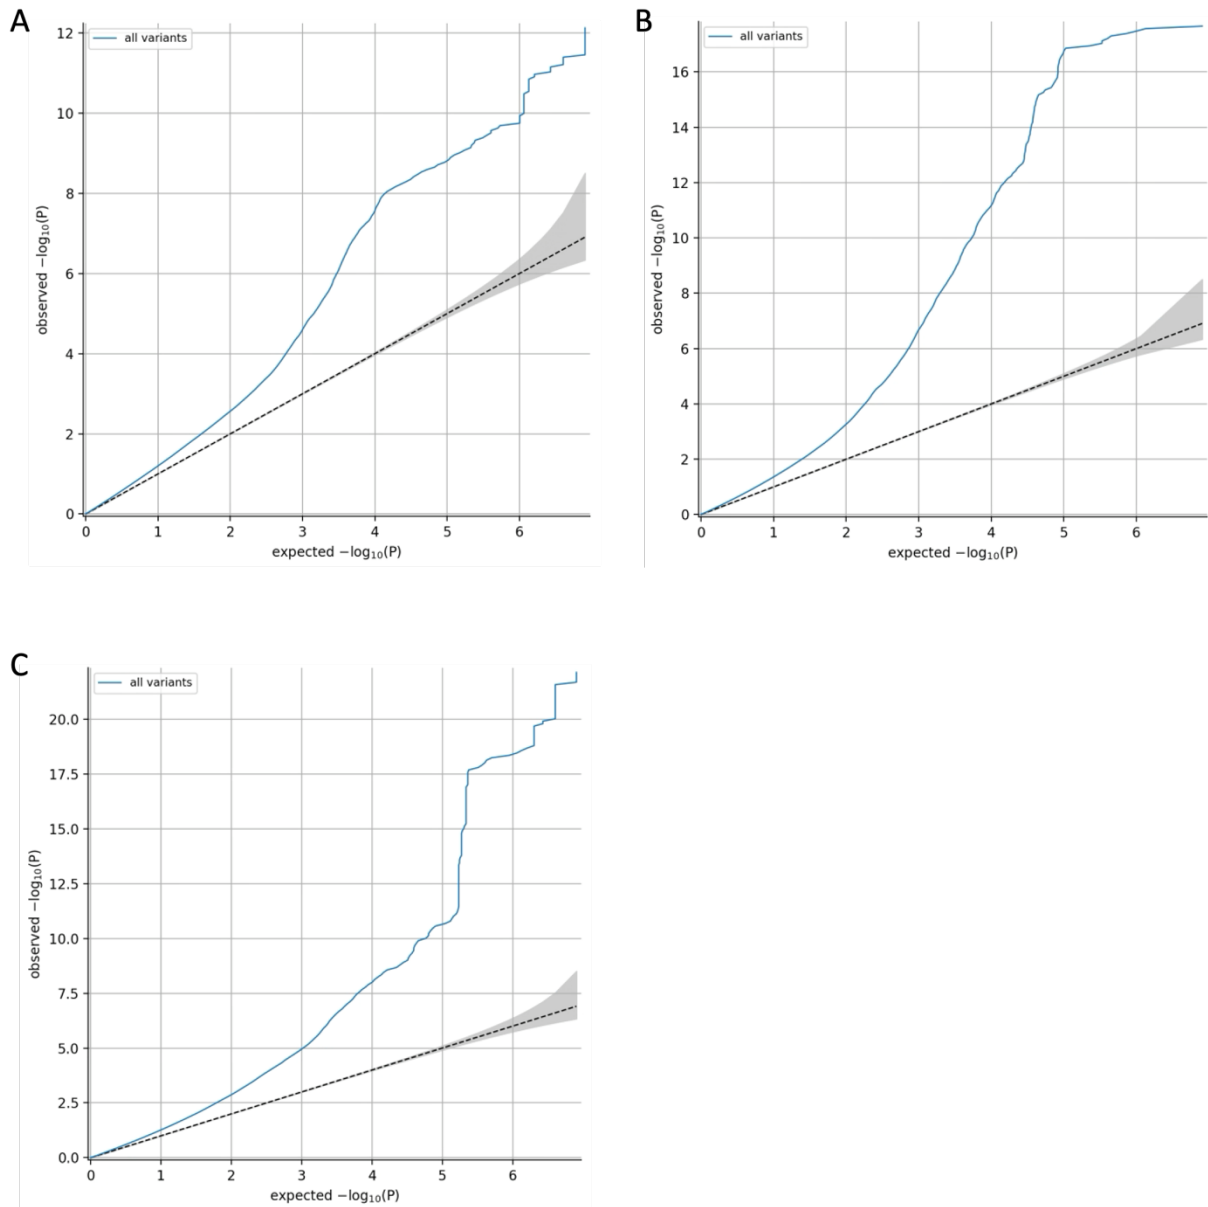 A
all variants
12
10
8
6
4
2
0
observed −log₁₀(P)
0 1 2 3 4 5 6
expected −log₁₀(P)
B
all variants
16
14
12
10
8
6
4
2
0
observed −log₁₀(P)
0 1 2 3 4 5 6
expected −log₁₀(P)
C
all variants
20.0
17.5
15.0
12.5
10.0
7.5
5.0
2.5
0.0
observed −log₁₀(P)
0 1 2 3 4 5 6
expected −log₁₀(P)